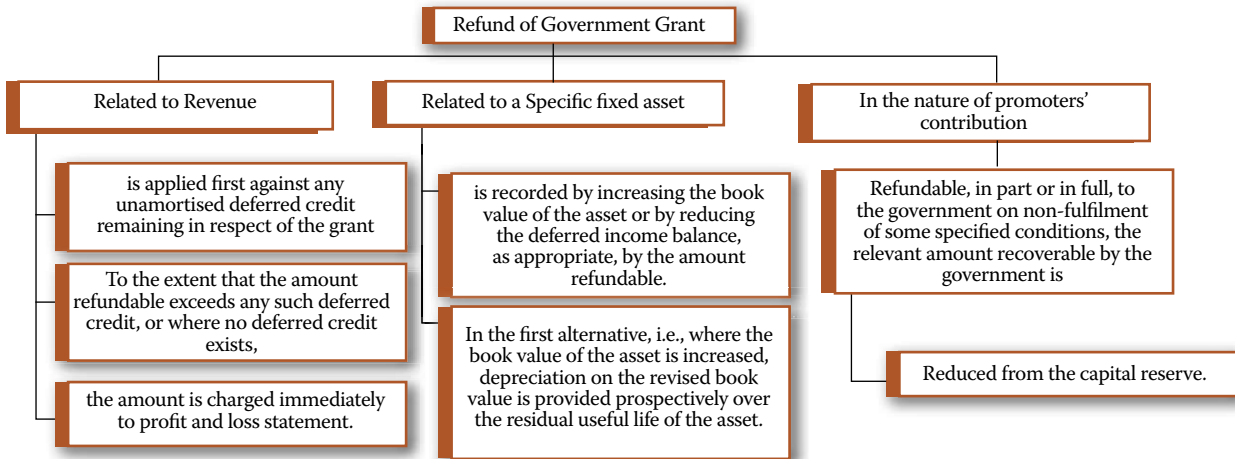 Refund of Government Grant
Related to Revenue
is applied first against any
unamortised deferred credit
remaining in respect of the grant
To the extent that the amount
refundable exceeds any such deferred
credit, or where no deferred credit
exists,
the amount is charged immediately
to profit and loss statement.
Related to a Specific fixed asset
is recorded by increasing the book
value of the asset or by reducing
the deferred income balance,
as appropriate, by the amount
refundable.
In the first alternative, i.e., where the
book value of the asset is increased,
depreciation on the revised book
value is provided prospectively over
the residual useful life of the asset.
In the nature of promoters’
contribution
Refundable, in part or in full, to
the government on non-fulfilment
of some specified conditions, the
relevant amount recoverable by the
government is
Reduced from the capital reserve.